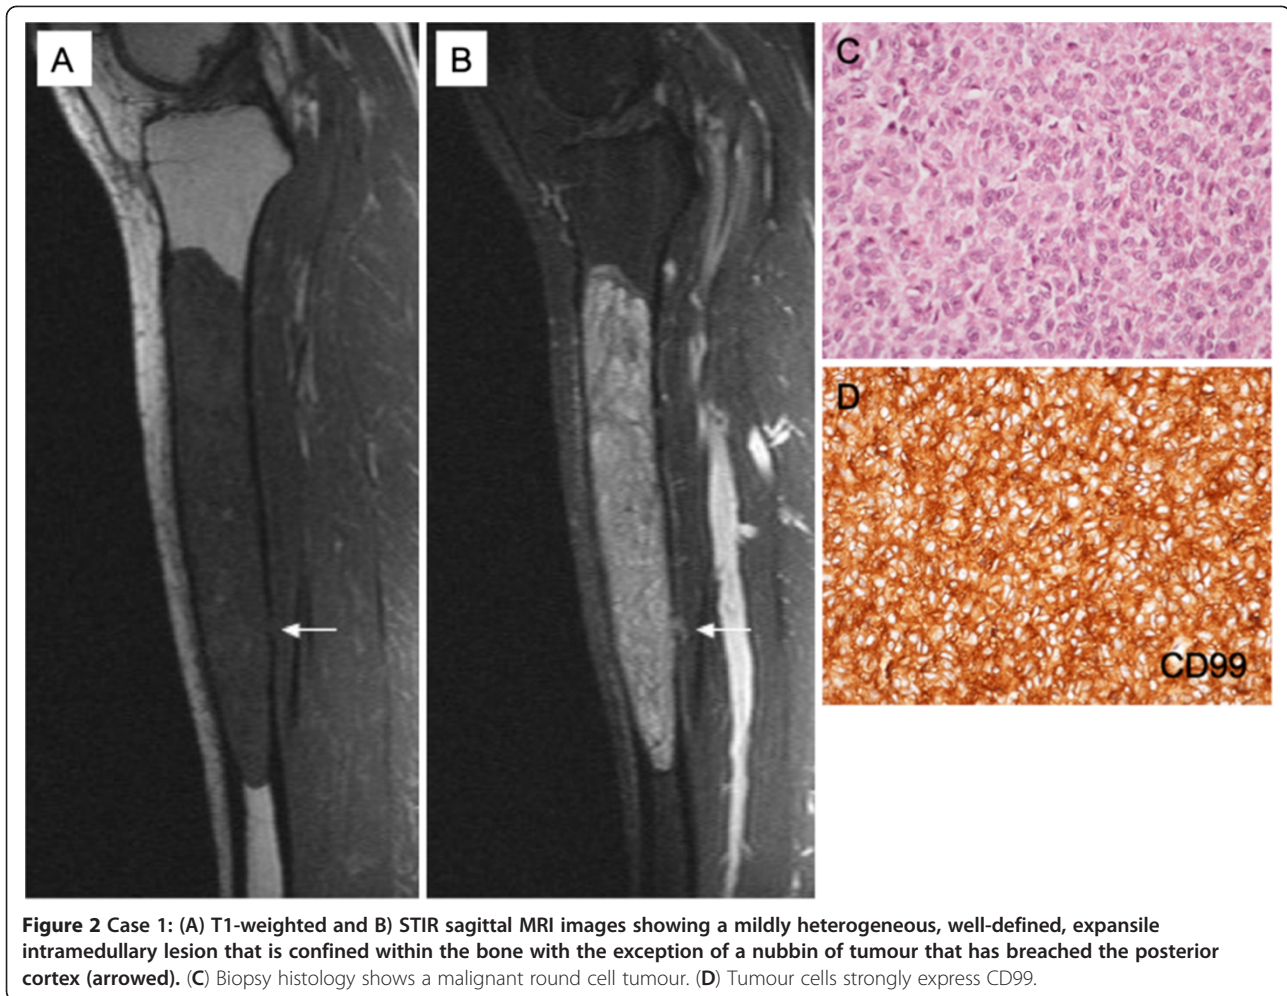 A
B
C
D
CD99
Figure 2 Case 1: (A) T1-weighted and B) STIR sagittal MRI images showing a mildly heterogeneous, well-defined, expansile
intramedullary lesion that is confined within the bone with the exception of a nubbin of tumour that has breached the posterior
cortex (arrowed). (C) Biopsy histology shows a malignant round cell tumour. (D) Tumour cells strongly express CD99.